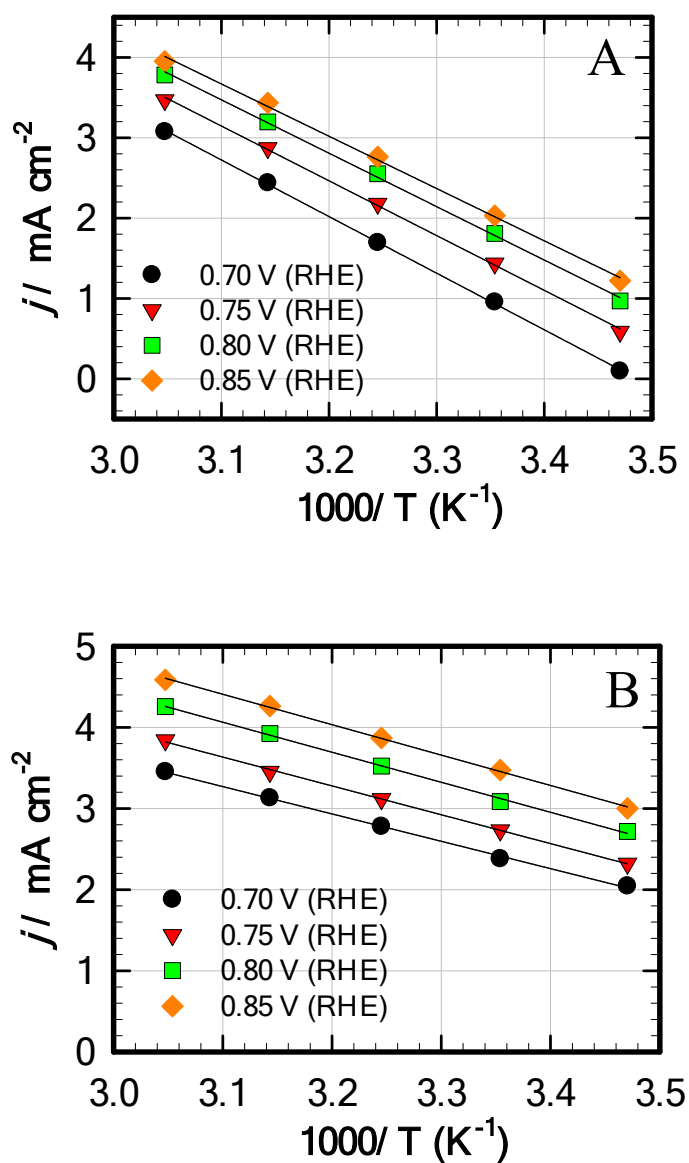 A
4
3
2
1
0
j / mA cm⁻²
0.70 V (RHE)
0.75 V (RHE)
0.80 V (RHE)
0.85 V (RHE)
3.0 3.1 3.2 3.3 3.4 3.5
1000/ T (K⁻¹)
B
5
4
3
2
1
0
j / mA cm⁻²
0.70 V (RHE)
0.75 V (RHE)
0.80 V (RHE)
0.85 V (RHE)
3.0 3.1 3.2 3.3 3.4 3.5
1000/ T (K⁻¹)